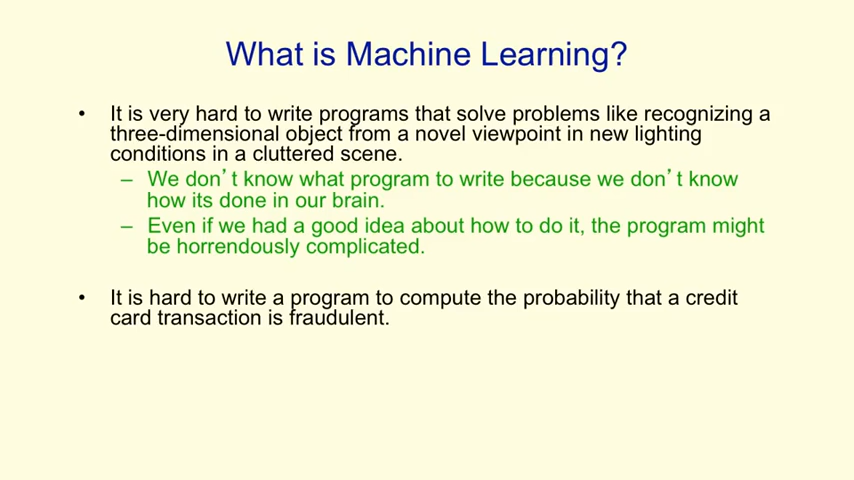 What is Machine Learning?
• It is very hard to write programs that solve problems like recognizing a
three-dimensional object from a novel viewpoint in new lighting
conditions in a cluttered scene.
– We don’t know what program to write because we don’t know
how its done in our brain.
– Even if we had a good idea about how to do it, the program might
be horrendously complicated.
• It is hard to write a program to compute the probability that a credit
card transaction is fraudulent.